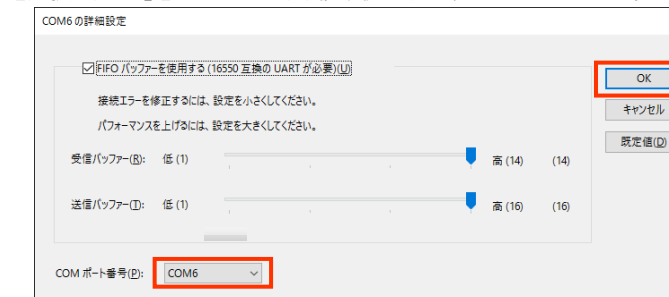 COM6 の詳細設定
FIFO バッファーを使用する (16550 互換の UART が必要)(U)
接続エラーを修正するには、設定を小さくしてください。
パフォーマンスを上げるには、設定を大きくしてください。
受信バッファー(R): 低 (1) 高 (14) (14)
送信バッファー(T): 低 (1) 高 (16) (16)
COM ポート番号(P): COM6
OK
キャンセル
既定値(D)